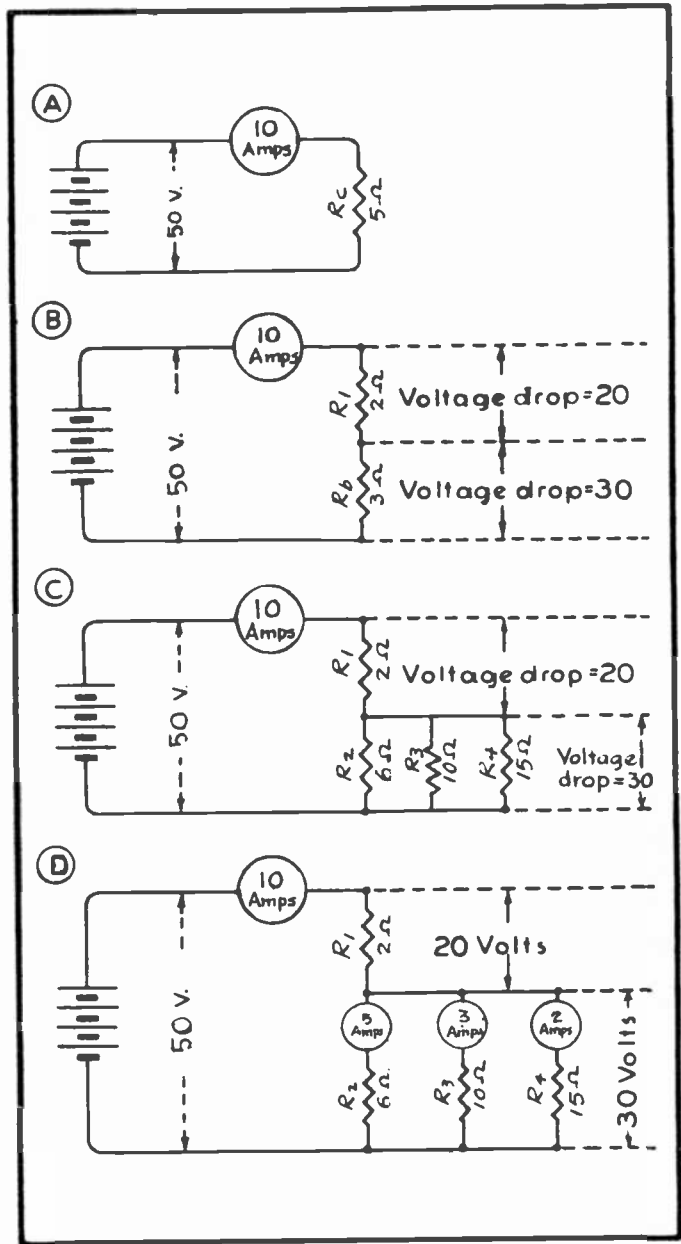 A
10
Amps
50 V.
Rc
5Ω
B
10
Amps
50 V.
R1
2Ω
Voltage drop=20
Rb
3Ω
Voltage drop=30
C
10
Amps
50 V.
R1
2Ω
Voltage drop=20
R2
6Ω
R3
10Ω
R4
15Ω
Voltage
drop=30
D
10
Amps
50 V.
R1
2Ω
20 Volts
5
Amps
3
Amps
2
Amps
R2
6Ω
R3
10Ω
R4
15Ω
30 Volts